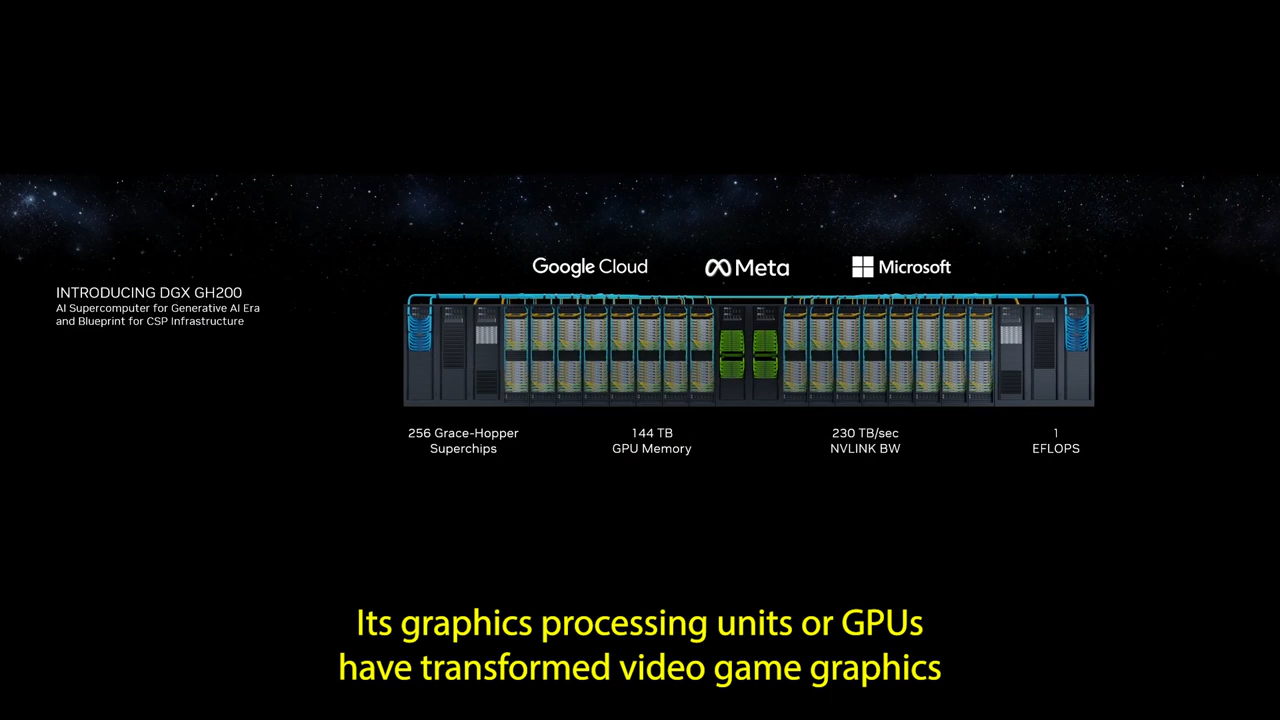 Google Cloud
Meta
Microsoft
INTRODUCING DGX GH200
AI Supercomputer for Generative AI Era
and Blueprint for CSP Infrastructure
256 Grace-Hopper
Superchips
144 TB
GPU Memory
230 TB/sec
NVLINK BW
1
EFLOPS
Its graphics processing units or GPUs
have transformed video game graphics